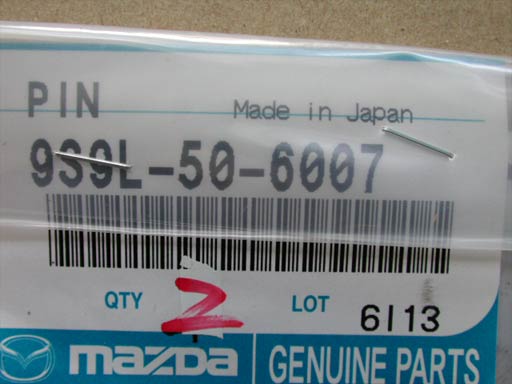 PIN Made in Japan
9S9L-50-6007
QTY 2 LOT 6113
mazda GENUINE PARTS